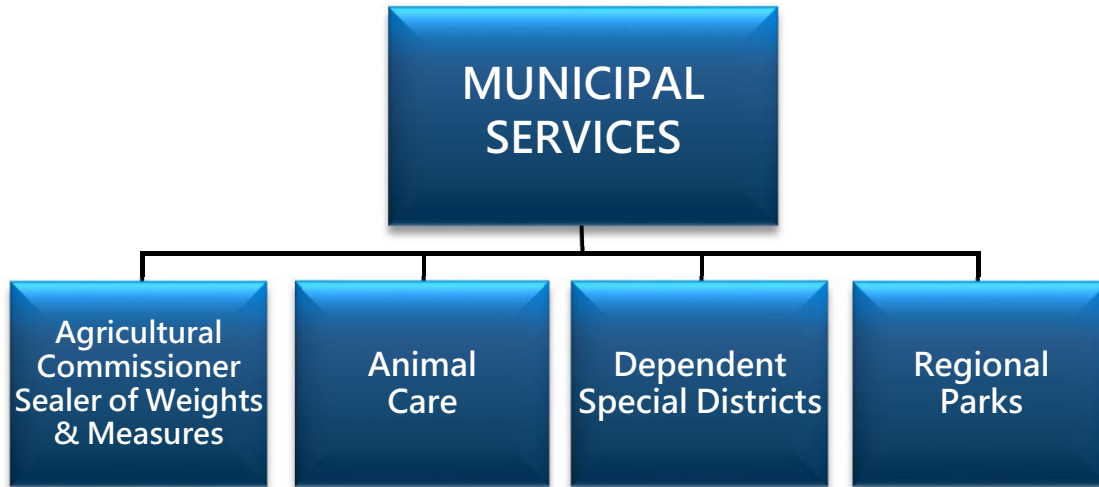 MUNICIPAL
SERVICES
Agricultural
Commissioner
Sealer of Weights
& Measures
Animal
Care
Dependent
Special Districts
Regional
Parks